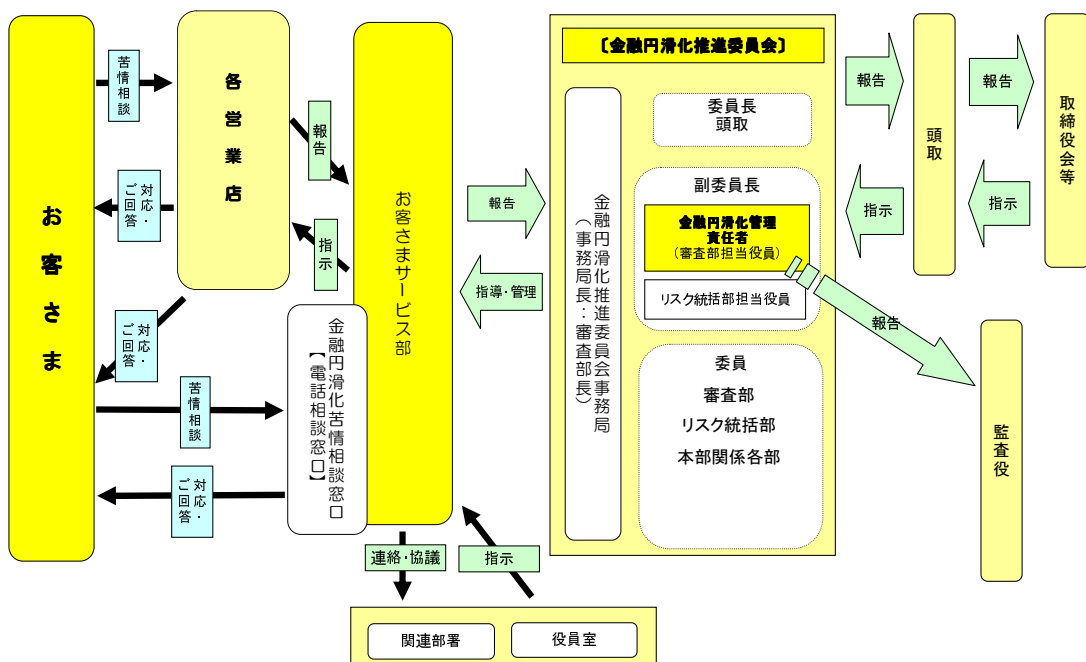 お客さま
苦情相談
対応・
ご回答
対応・
ご回答
苦情相談
対応・
ご回答
各営業店
報告
指示
金融円滑化苦情相談窓口
【電話相談窓口】
お客さまサービス部
連絡・協議
指示
関連部署
役員室
報告
指導・管理
〔金融円滑化推進委員会〕
金融円滑化推進委員会事務局
（事務局長：審査部長）
委員長
頭取
副委員長
金融円滑化管理
責任者
（審査部担当役員）
リスク統括部担当役員
委員
審査部
リスク統括部
本部関係各部
報告
指示
報告
頭取
報告
指示
取締役会等
監査役